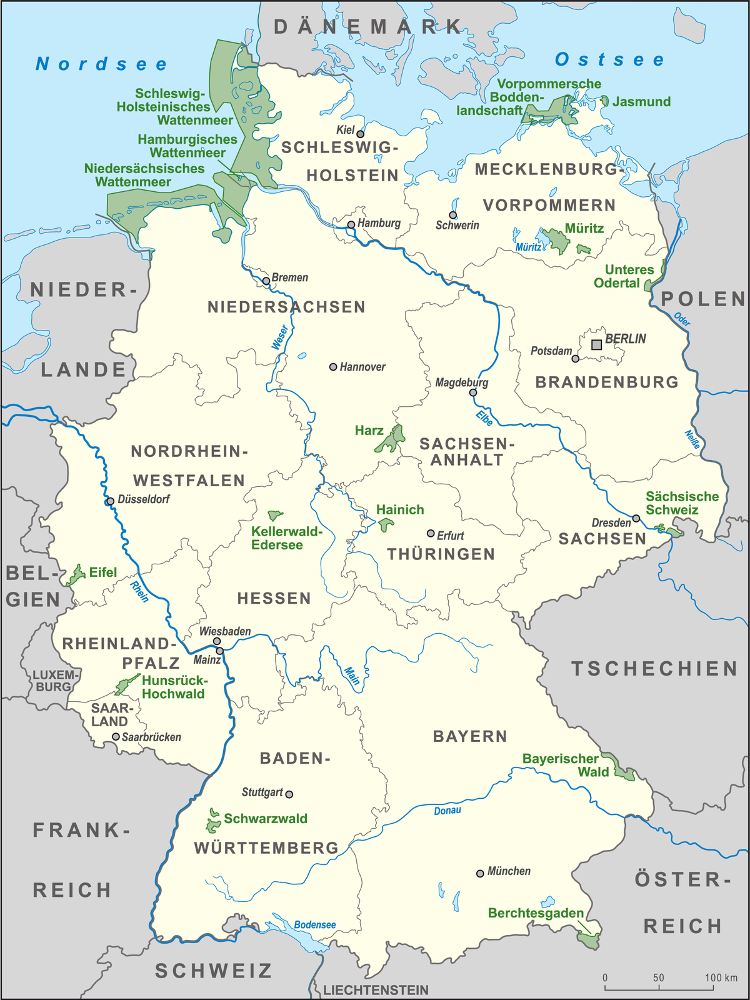 DÄNEMARK
Nordsee
Ostsee
Vorpommersche
Bodden-
landschaft
Jasmund
Schleswig-
Holsteinisches
Wattenmeer
Hamburgisches
Wattenmeer
Niedersächsisches
Wattenmeer
Kiel
SCHLESWIG-
HOLSTEIN
MECKLENBURG-
VORPOMMERN
Schwerin
Hamburg
Müritz
Müritz
Unteres
Odertal
Bremen
NIEDERSACHSEN
NIEDER-
LANDE
POLEN
Oder
Weser
BERLIN
Potsdam
BRANDENBURG
Hannover
Magdeburg
Elbe
Neiße
Harz
SACHSEN-
ANHALT
NORDRHEIN-
WESTFALEN
Düsseldorf
Hainich
Kellerwald-
Edersee
Erfurt
THÜRINGEN
Sächsische
Schweiz
Dresden
SACHSEN
BEL-
GIEN
Eifel
Rhein
HESSEN
Wiesbaden
Mainz
RHEINLAND-
PFALZ
LUXEM-
BURG
Hunsrück-
Hochwald
SAAR-
LAND
Saarbrücken
Main
TSCHECHIEN
BAYERN
Bayerischer
Wald
BADEN-
WÜRTTEMBERG
Stuttgart
Schwarzwald
Donau
FRANK-
REICH
München
ÖSTER-
REICH
Berchtesgaden
Bodensee
SCHWEIZ
LIECHTENSTEIN
0 50 100 km